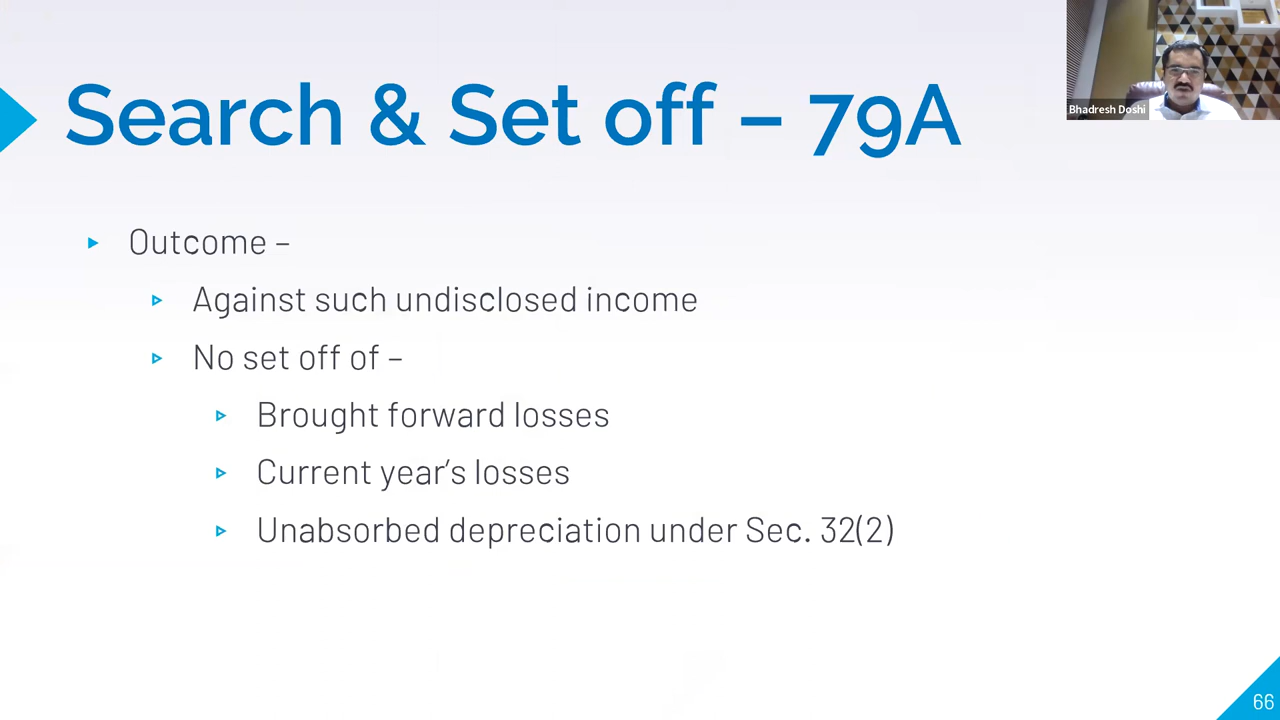 Search & Set off – 79A
Bhadresh Doshi
Outcome –
Against such undisclosed income
No set off of –
Brought forward losses
Current year's losses
Unabsorbed depreciation under Sec. 32(2)
66